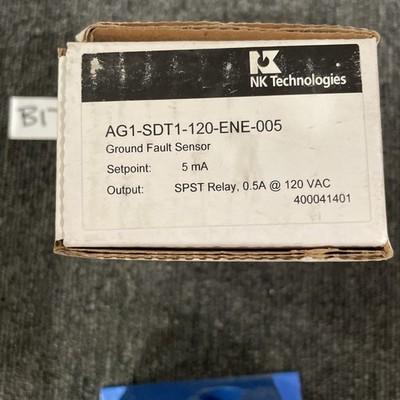 NK Technologies
AG1-SDT1-120-ENE-005
Ground Fault Sensor
Setpoint: 5 mA
Output: SPST Relay, 0.5A @ 120 VAC
400041401